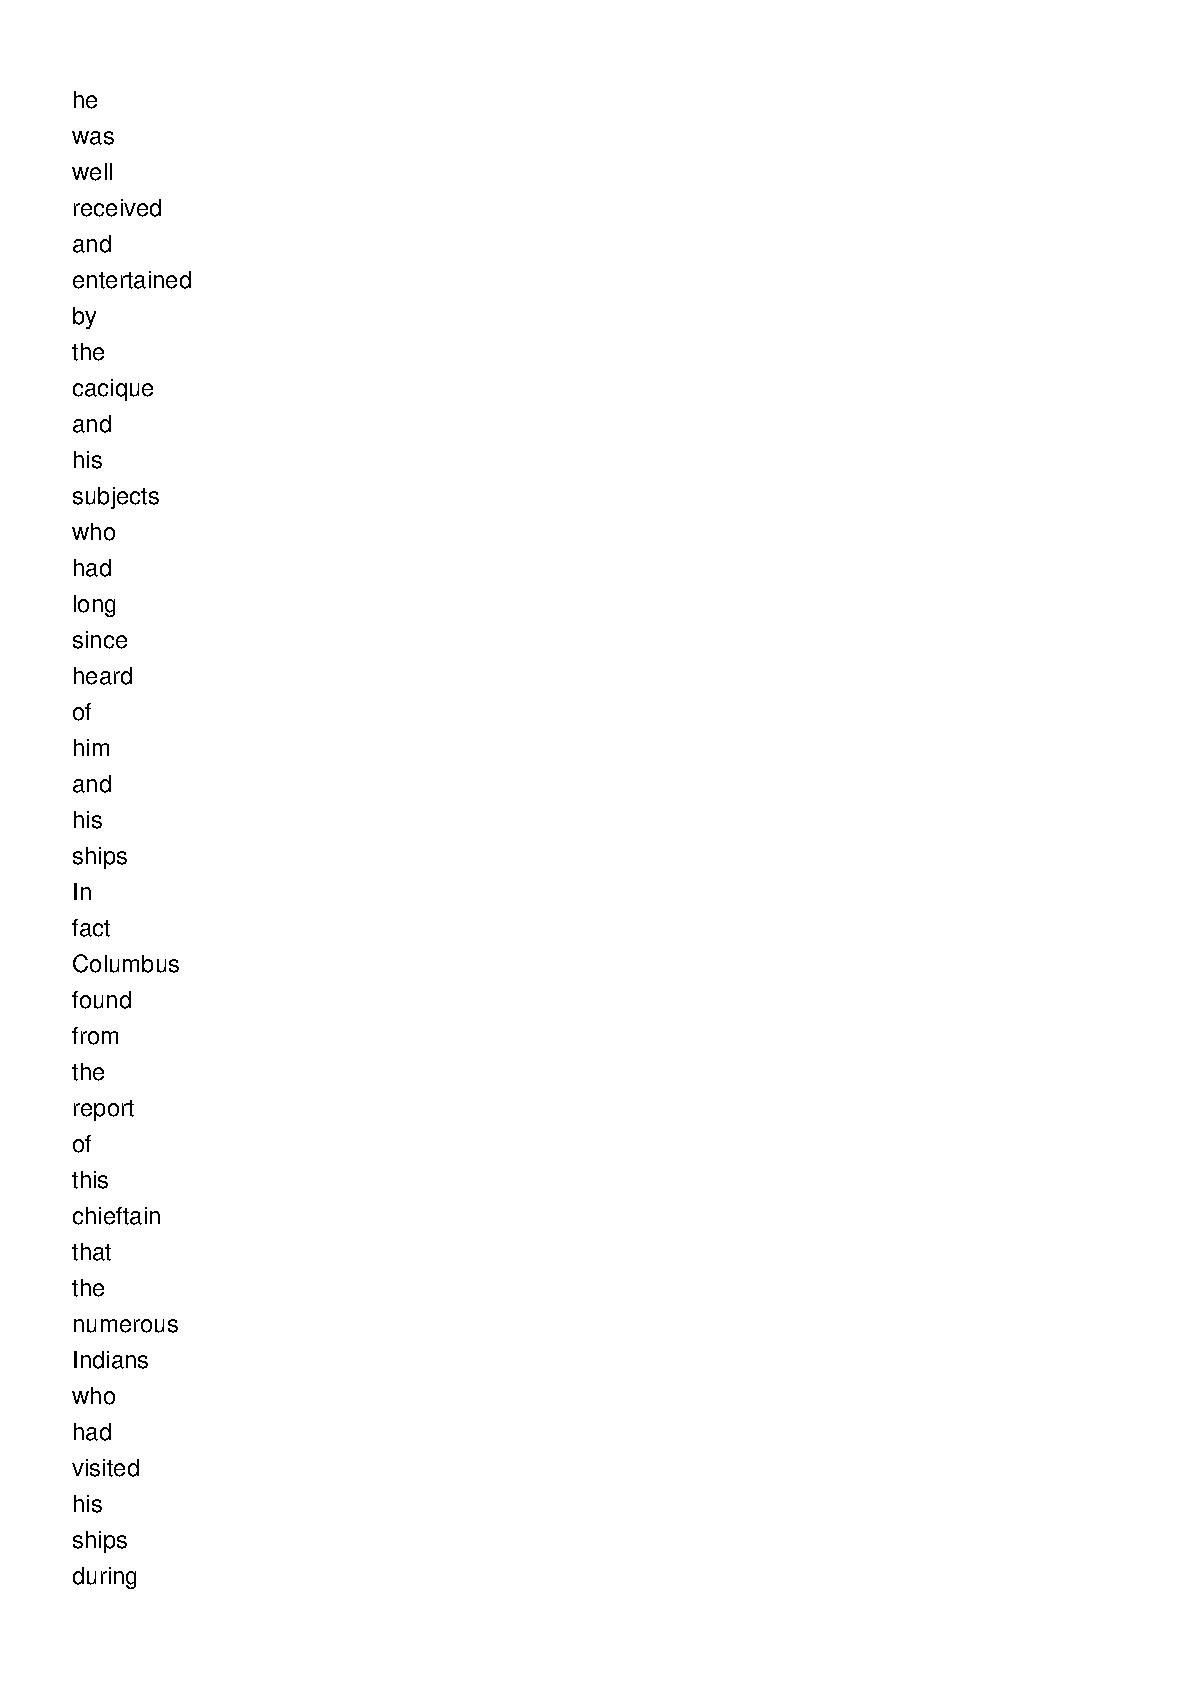 he
was
well
received
and
entertained
by
the
cacique
and
his
subjects
who
had
long
since
heard
of
him
and
his
ships
In
fact
Columbus
found
from
the
report
of
this
chieftain
that
the
numerous
Indians
who
had
visited
his
ships
during